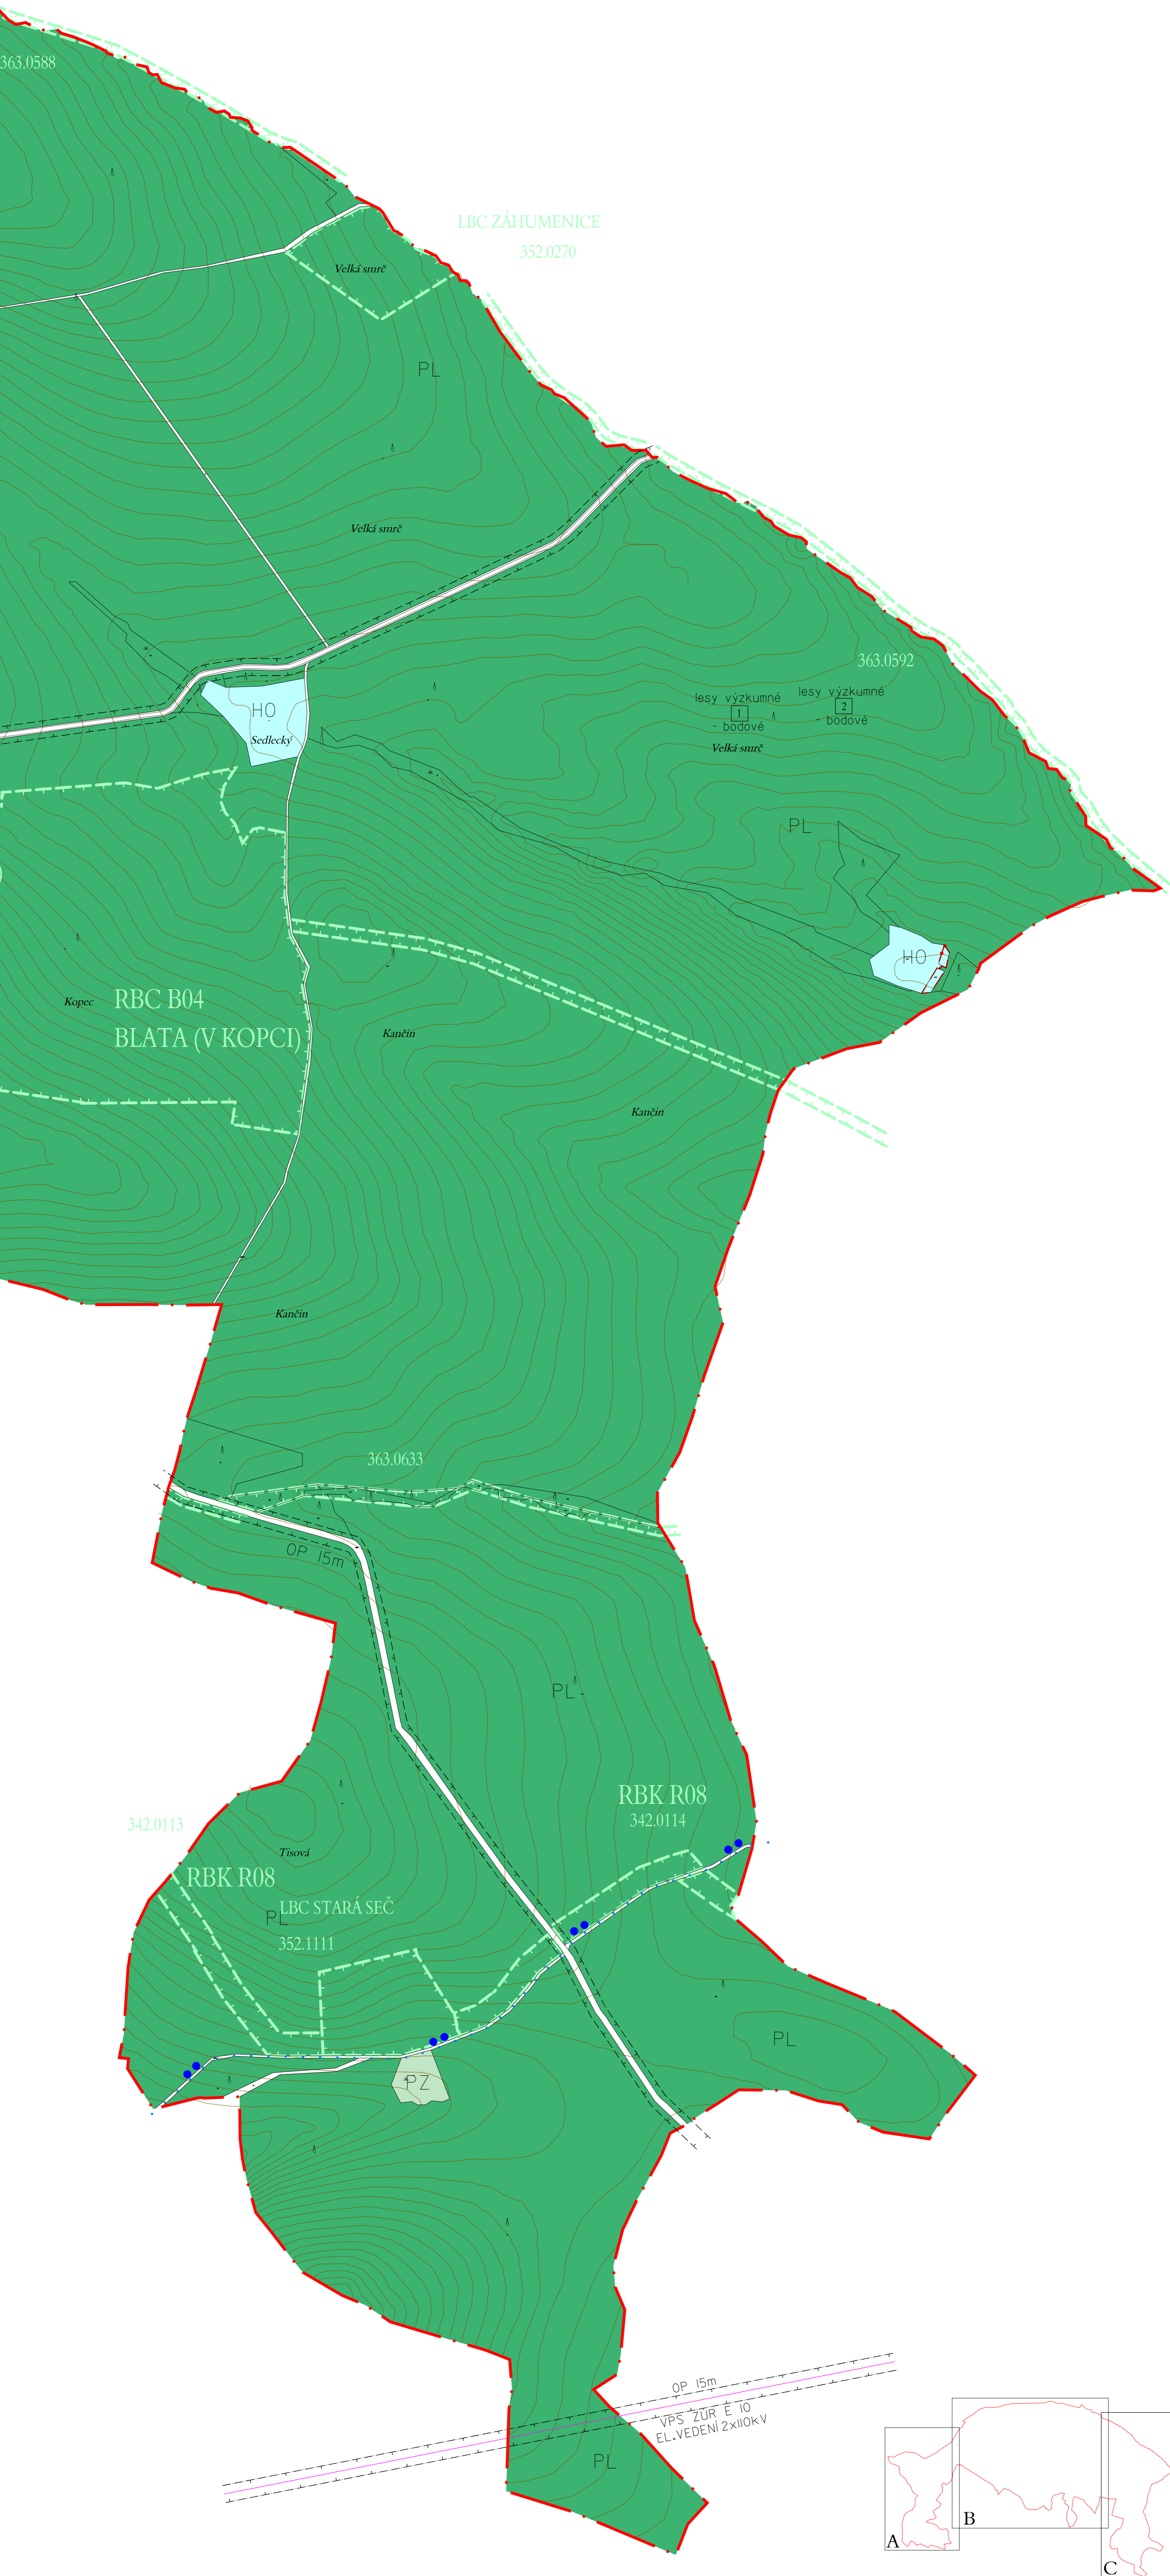 363.0588
LBC ZÁHUMENICE
352.0270
Velká smrč
PL
Velká smrč
363.0592
lesy výzkumné
1
- bodové
lesy výzkumné
2
- bodové
Velká smrč
HO
Sedlecký
PL
HO
Kopec
RBC B04
BLATA (V KOPCI)
Kančin
Kančin
Kančin
363.0633
OP 15m
PL
RBK R08
342.0114
342.0113
Tisová
RBK R08
LBC STARÁ SEČ
PL
352.1111
PL
PZ
OP 15m
VPS ZÚR E 10
EL.VEDENÍ 2x110kV
PL
A
B
C